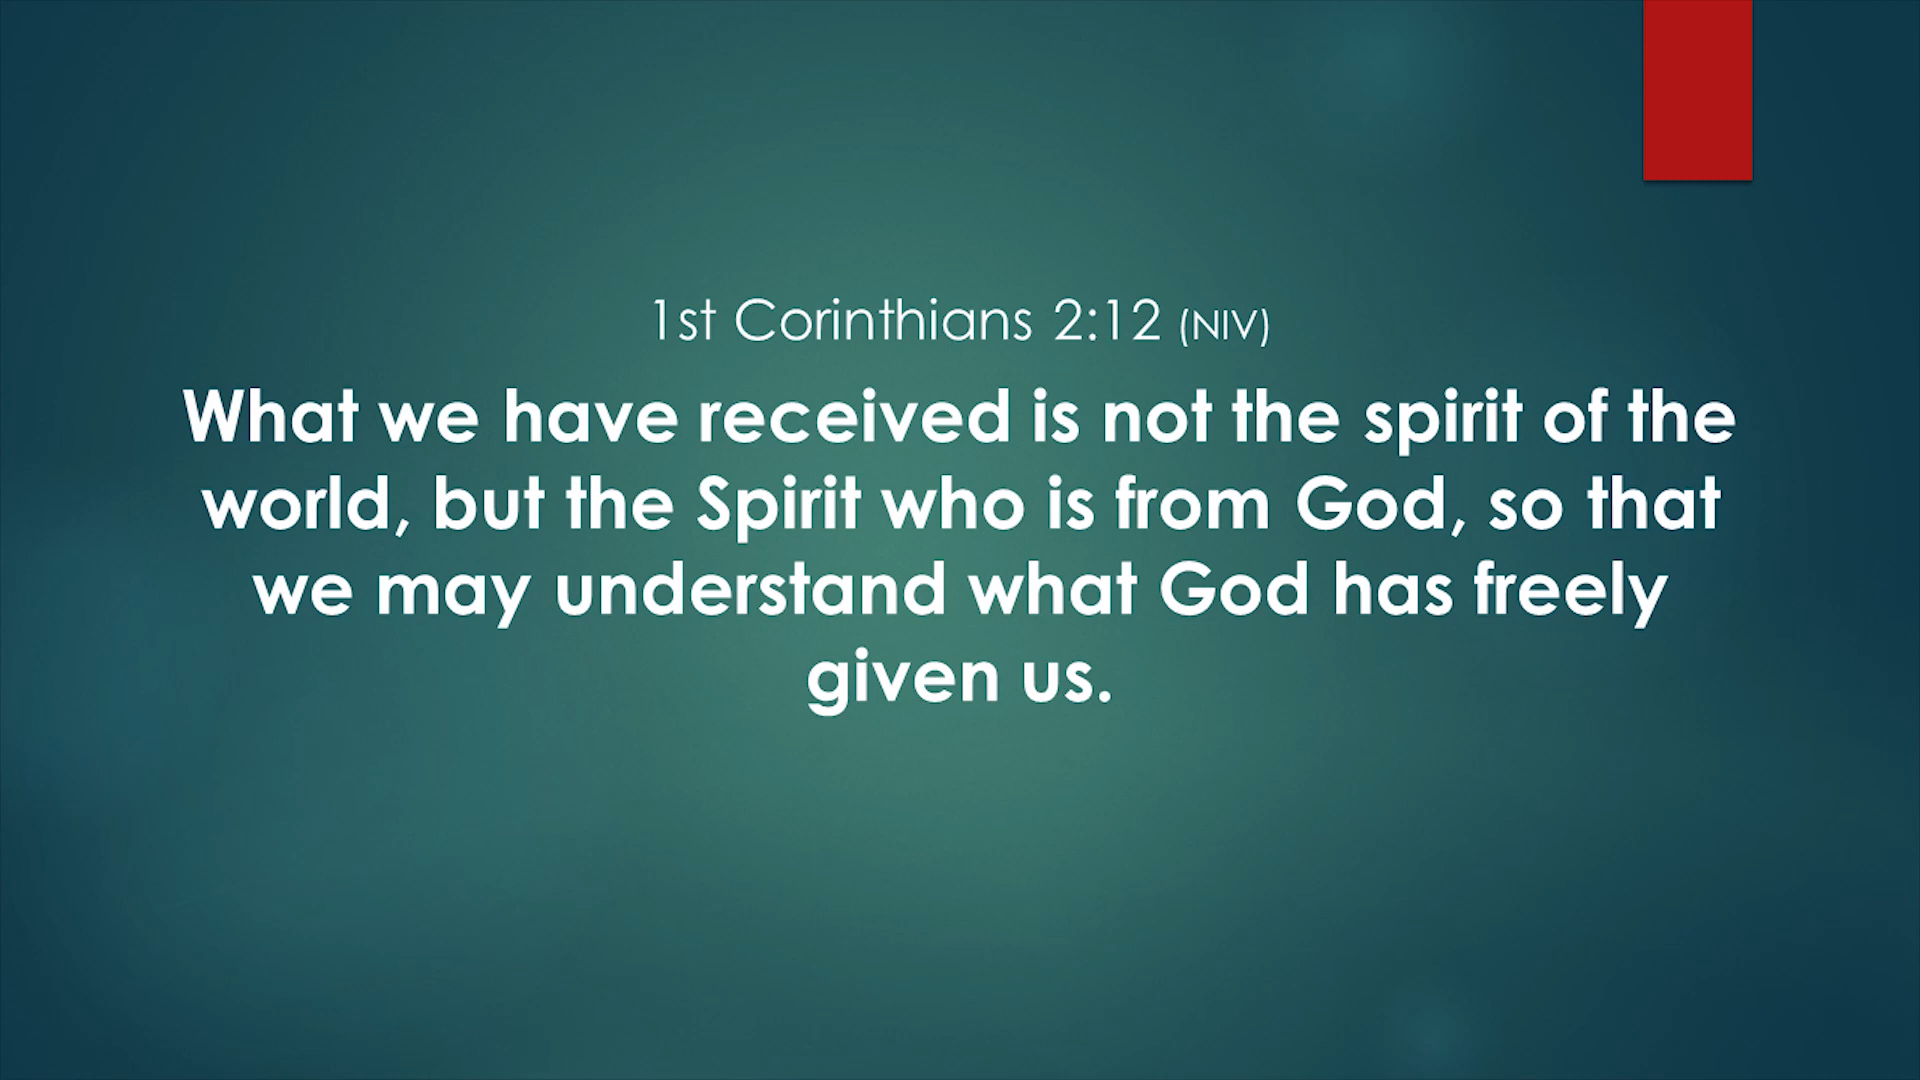 1st Corinthians 2:12 (NIV)
What we have received is not the spirit of the
world, but the Spirit who is from God, so that
we may understand what God has freely
given us.